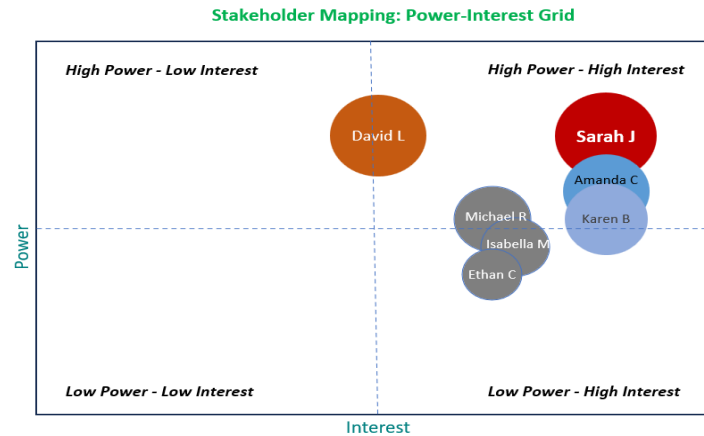 Stakeholder Mapping: Power-Interest Grid
High Power - Low Interest
High Power - High Interest
David L
Sarah J
Amanda C
Michael R
Karen B
Isabella M
Ethan C
Power
Low Power - Low Interest
Low Power - High Interest
Interest